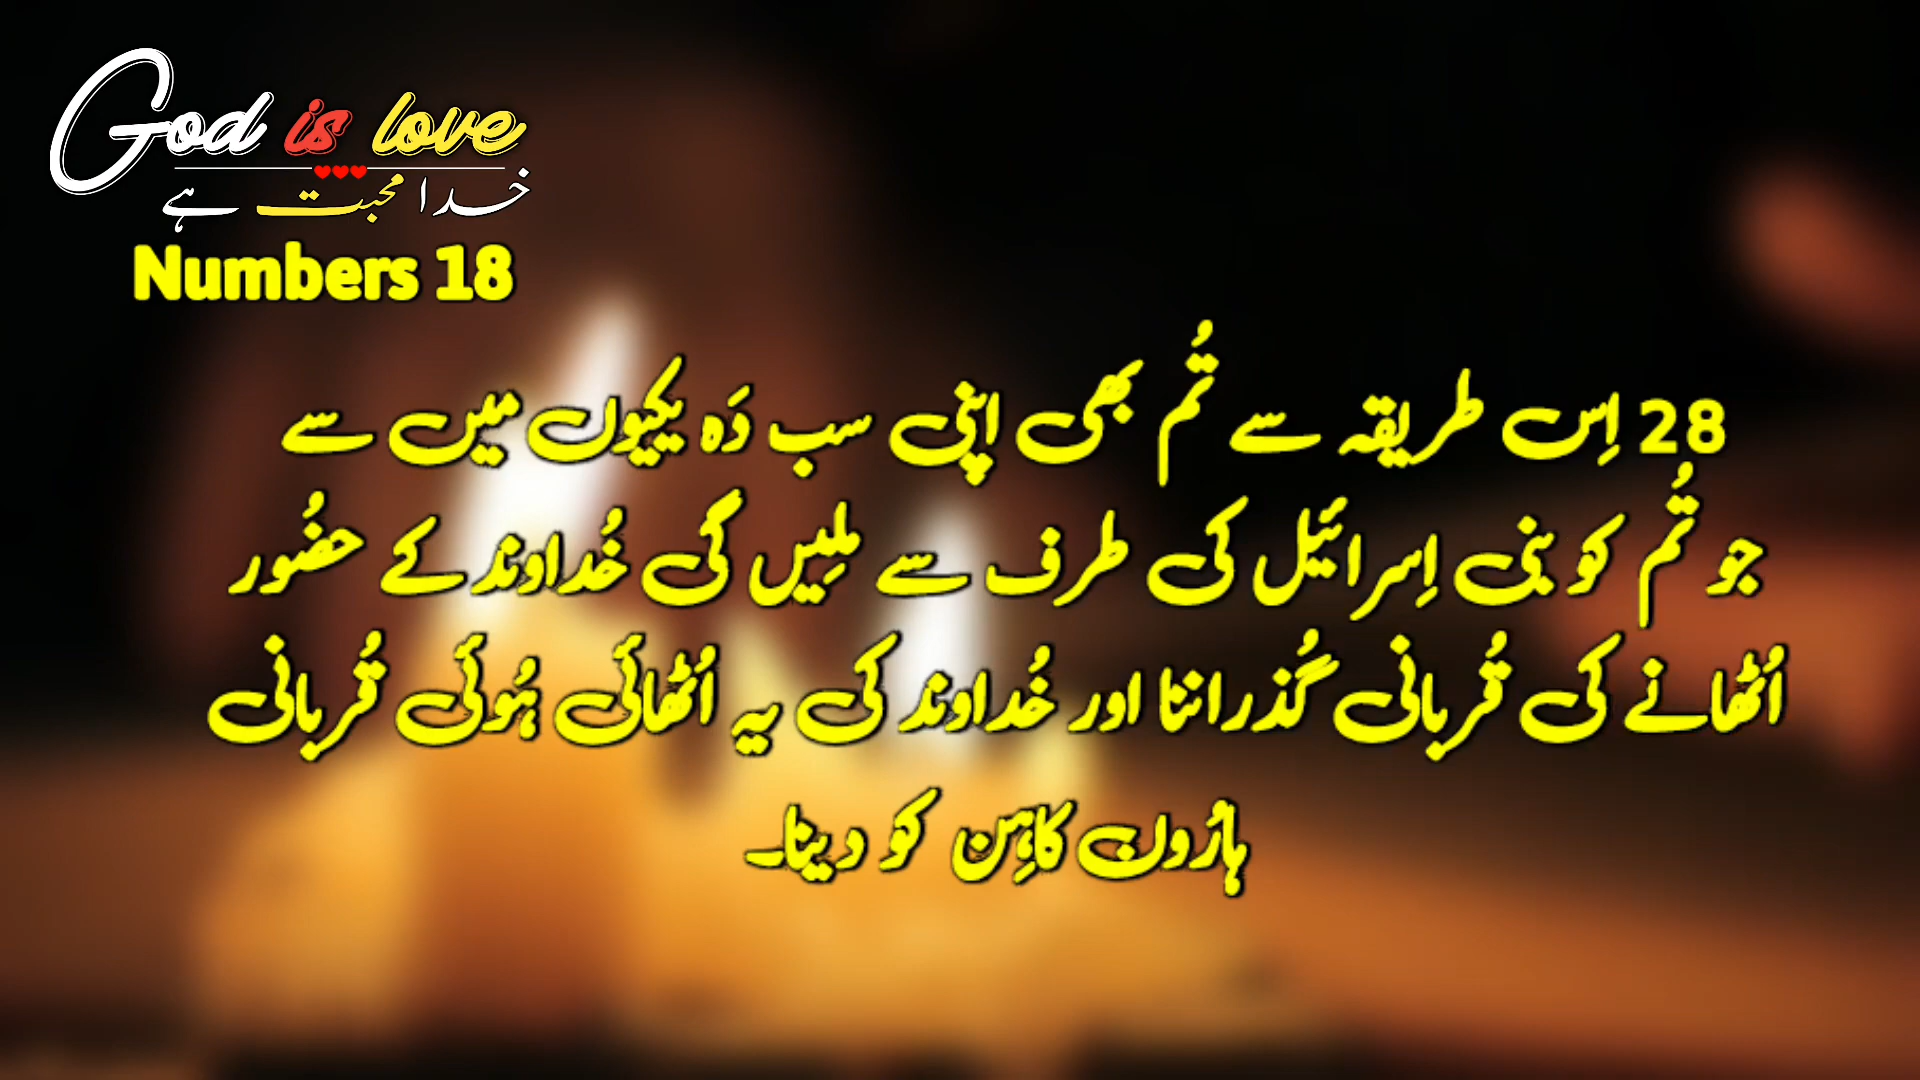 God is love
خدا محبت ہے
Numbers 18
28 اِس طریقہ سے تُم بھی اپنی سب دَہ یکیوں میں سے
جو تُم کو بنی اِسرائیل کی طرف سے مِلیں گی خُداوند کے حضُور
اُٹھانے کی قُربانی گُذراننا اور خُداوند کی یہ اُٹھائی ہُوئی قُربانی
ہارُون کاہِن کو دینا۔